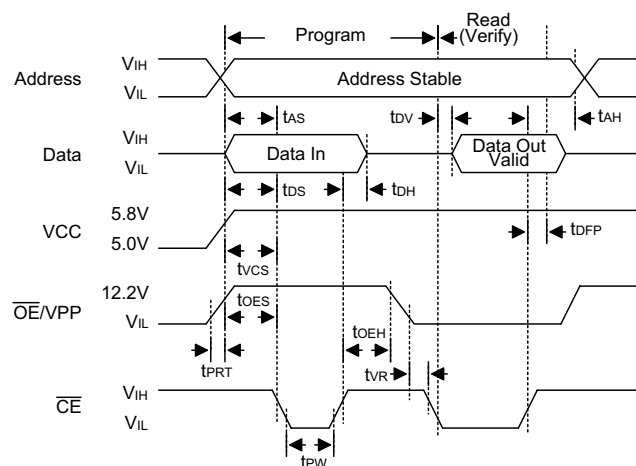 Program
Read
(Verify)
Address
VIH
VIL
Address Stable
tAS
tDV
tAH
Data
VIH
VIL
Data In
Data Out
Valid
tDS
tDH
tDFP
VCC
5.8V
5.0V
tVCS
OE/VPP
12.2V
VIL
tOES
tOEH
tPRT
tVR
CE
VIH
VIL
tPW